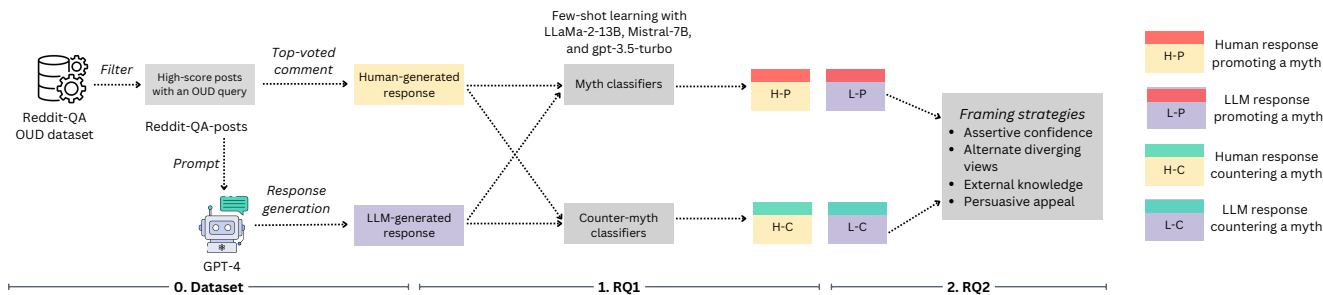 Reddit-QA
OUD dataset
Filter
High-score posts
with an OUD query
Reddit-QA-posts
Prompt
GPT-4
Top-voted
comment
Response
generation
Human-generated
response
LLM-generated
response
Few-shot learning with
LLaMa-2-13B, Mistral-7B,
and gpt-3.5-turbo
Myth classifiers
Counter-myth
classifiers
H-P
L-P
H-C
L-C
Framing strategies
• Assertive confidence
• Alternate diverging
views
• External knowledge
• Persuasive appeal
H-P
Human response
promoting a myth
L-P
LLM response
promoting a myth
H-C
Human response
countering a myth
L-C
LLM response
countering a myth
0. Dataset
1. RQ1
2. RQ2